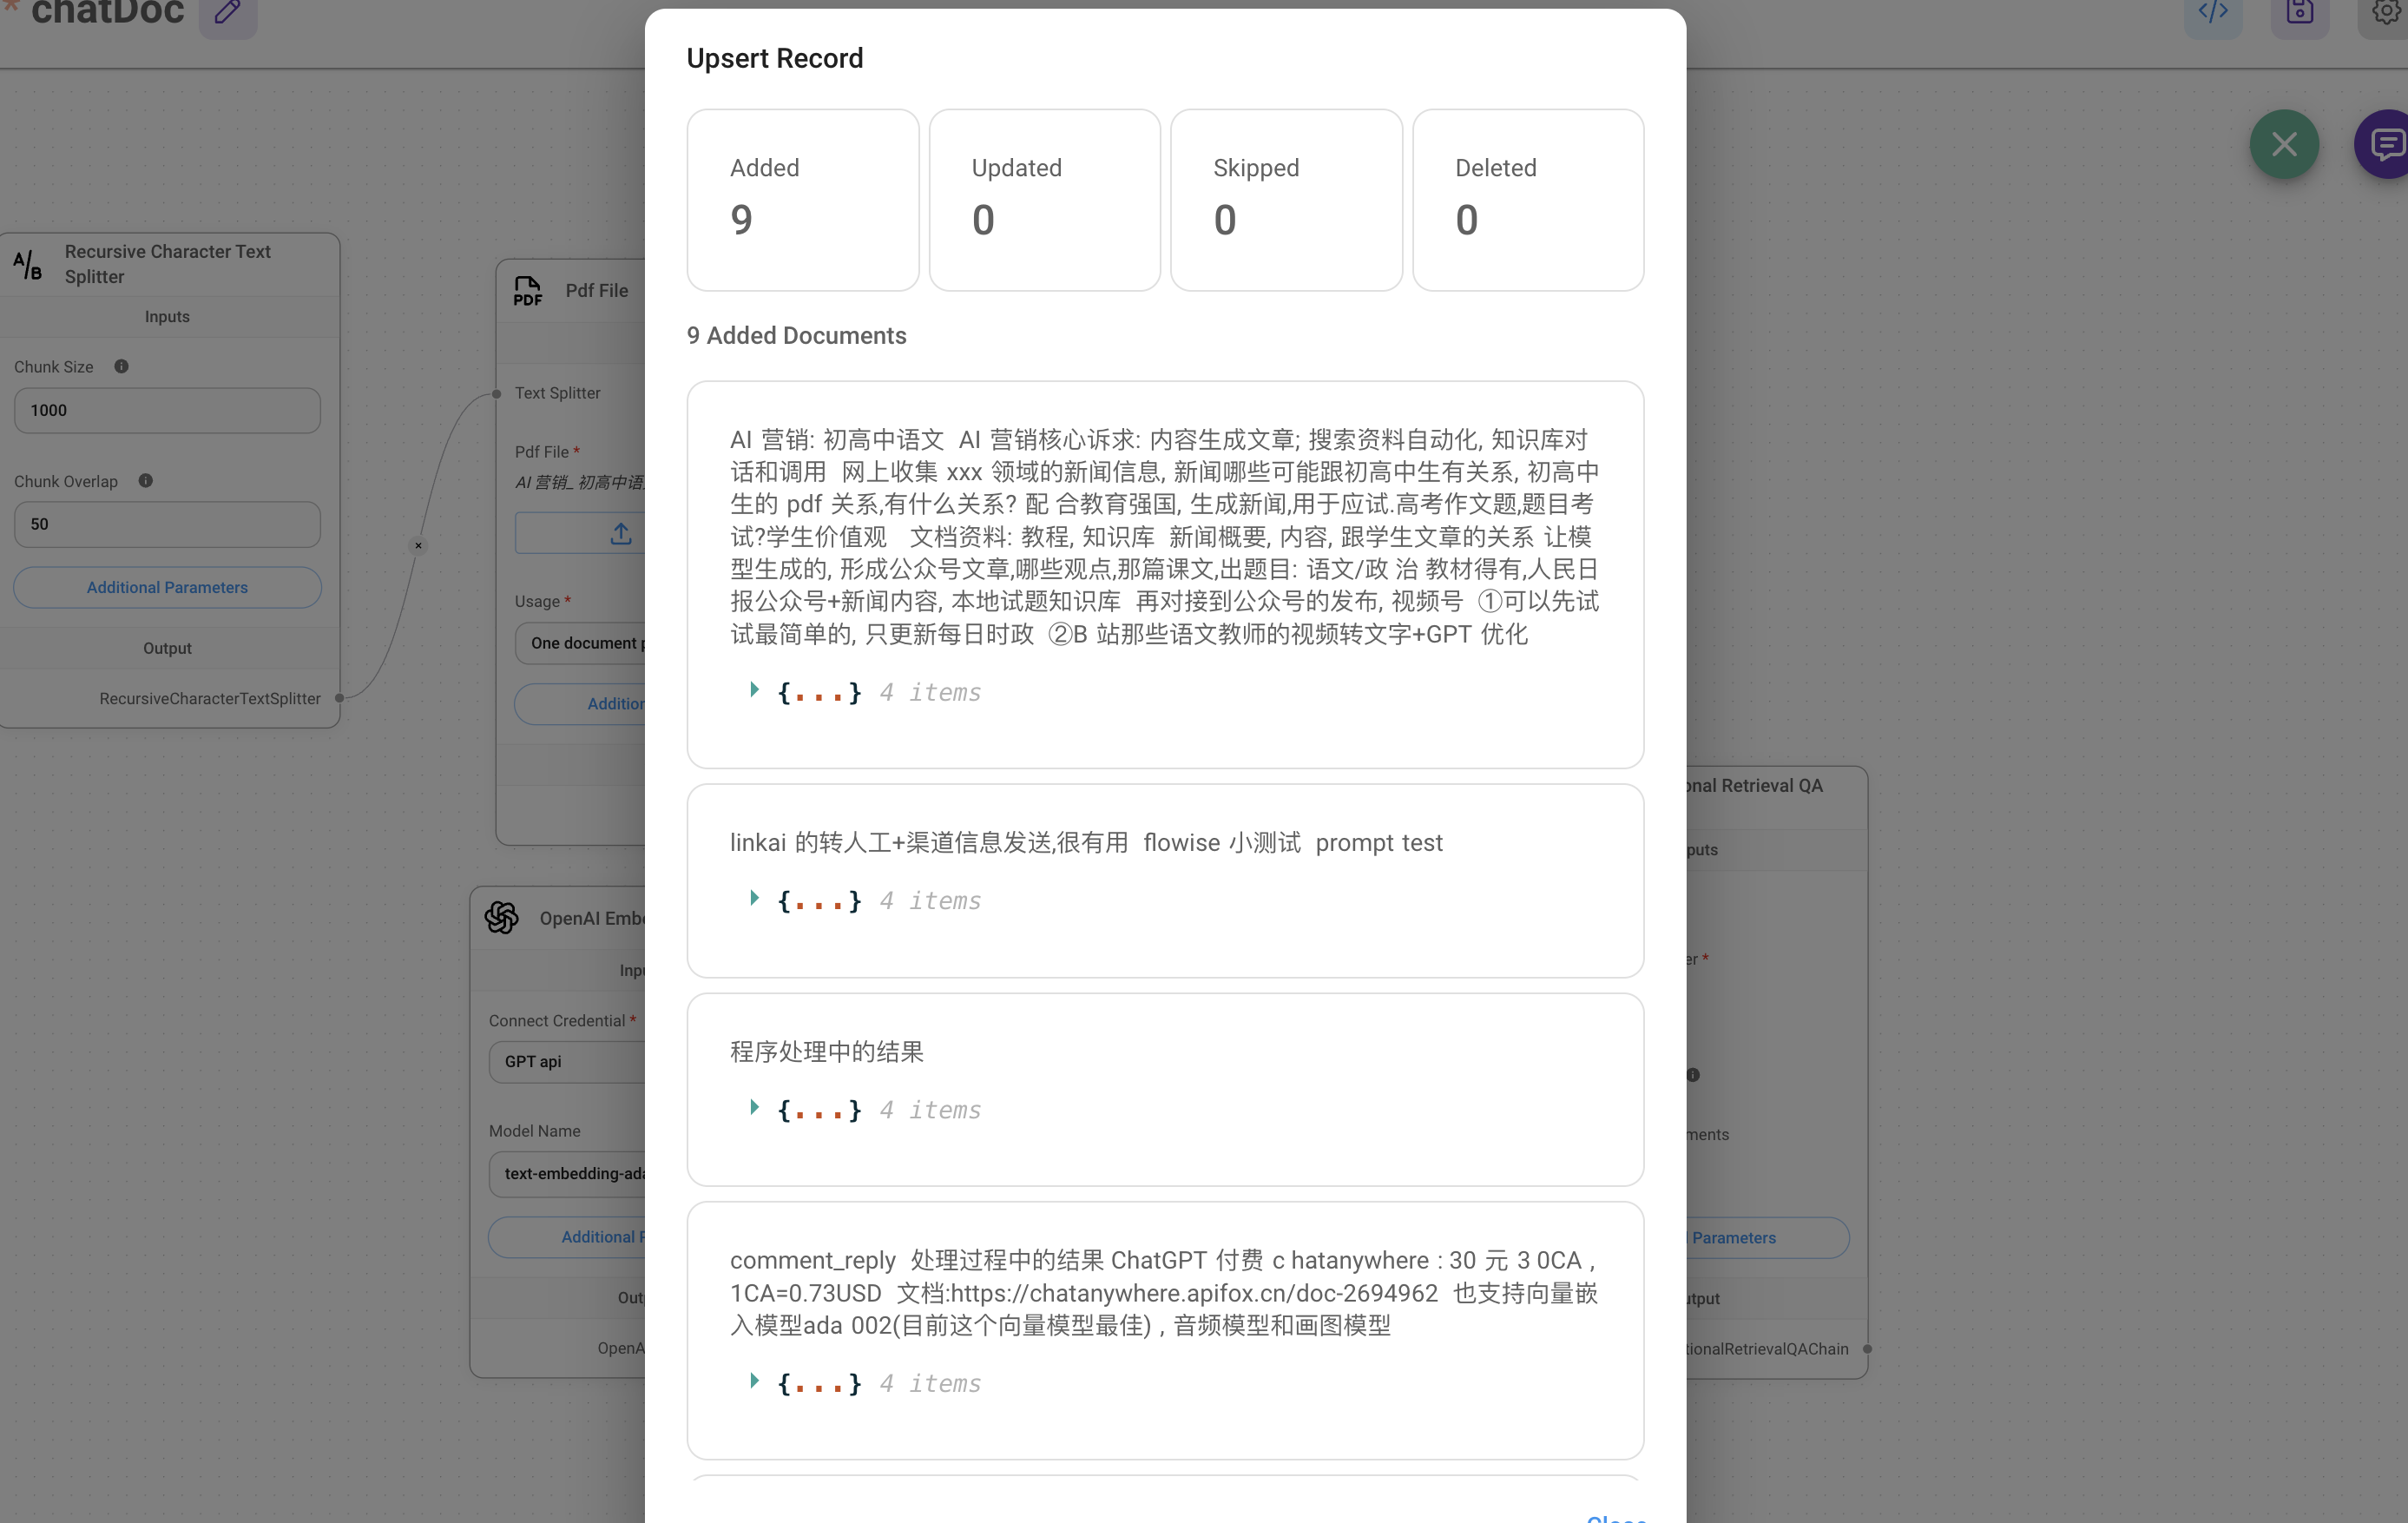 * chatDoc
Upsert Record
Added
9
Updated
0
Skipped
0
Deleted
0
9 Added Documents
AI 营销: 初高中语文 AI 营销核心诉求: 内容生成文章; 搜索资料自动化, 知识库对
话和调用 网上收集 xxx 领域的新闻信息, 新闻哪些可能跟初高中生有关系, 初高中
生的 pdf 关系,有什么关系? 配 合教育强国, 生成新闻,用于应试.高考作文题,题目考
试?学生价值观 文档资料: 教程, 知识库 新闻概要, 内容, 跟学生文章的关系 让模
型生成的, 形成公众号文章,哪些观点,那篇课文,出题目: 语文/政 治 教材得有,人民日
报公众号+新闻内容, 本地试题知识库 再对接到公众号的发布, 视频号 ①可以先试
试最简单的, 只更新每日时政 ②B 站那些语文教师的视频转文字+GPT 优化
{...} 4 items
linkai 的转人工+渠道信息发送,很有用 flowise 小测试 prompt test
{...} 4 items
程序处理中的结果
{...} 4 items
comment_reply 处理过程中的结果 ChatGPT 付费 c hatanywhere : 30 元 3 0CA ,
1CA=0.73USD 文档:https://chatanywhere.apifox.cn/doc-2694962 也支持向量嵌
入模型ada 002(目前这个向量模型最佳) , 音频模型和画图模型
{...} 4 items
Close
A/B
Recursive Character Text
Splitter
Inputs
Chunk Size
1000
Chunk Overlap
50
Additional Parameters
Output
RecursiveCharacterTextSplitter
PDF
Pdf File
Text Splitter
Pdf File *
AI 营销_ 初高中语
Usage *
One document p
Addition
OpenAI Embe
Inpu
Connect Credential *
GPT api
Model Name
text-embedding-ada
Additional P
Outp
OpenA
onal Retrieval QA
puts
er *
ments
Parameters
utput
tionalRetrievalQAChain